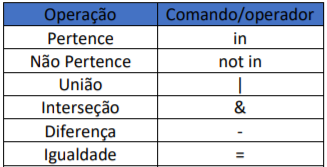 Operação Comando/operador
Pertence in
Não Pertence not in
União |
Interseção &
Diferença -
Igualdade =